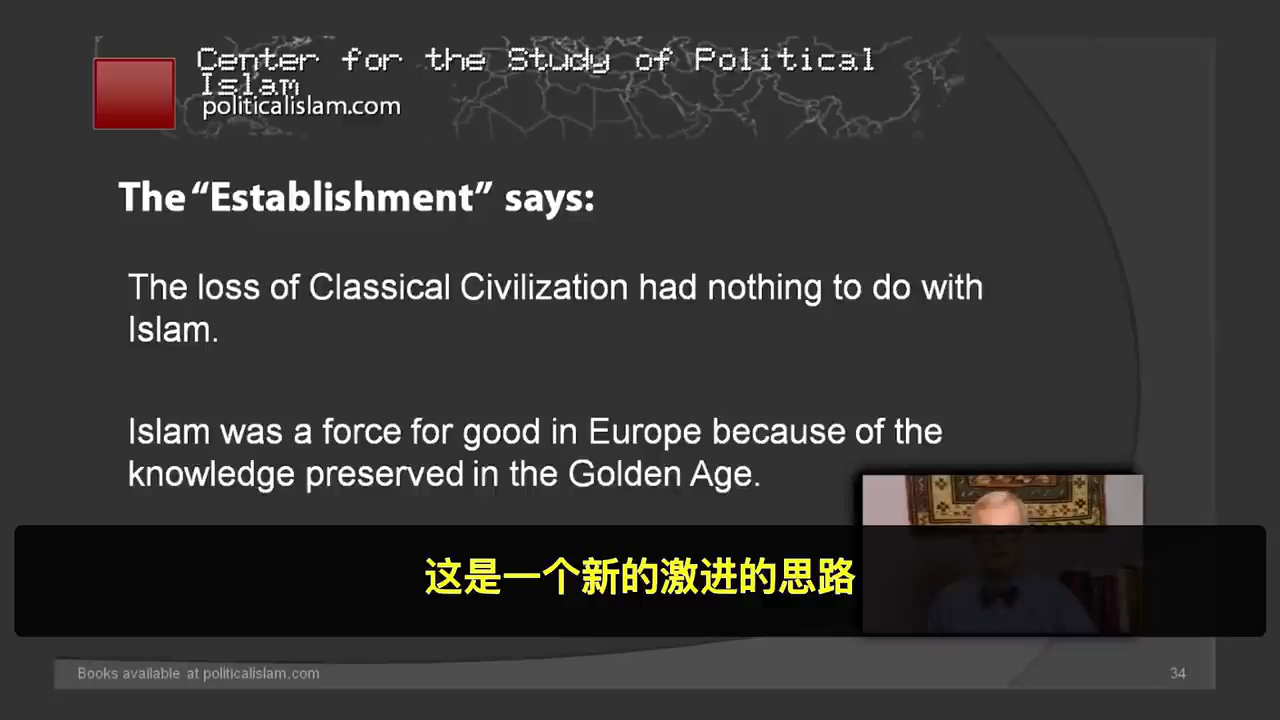 Center for the Study of Political
Islam
politicalislam.com
The “Establishment” says:
The loss of Classical Civilization had nothing to do with
Islam.
Islam was a force for good in Europe because of the
knowledge preserved in the Golden Age.
这是一个新的激进的思路
Books available at politicalislam.com
34